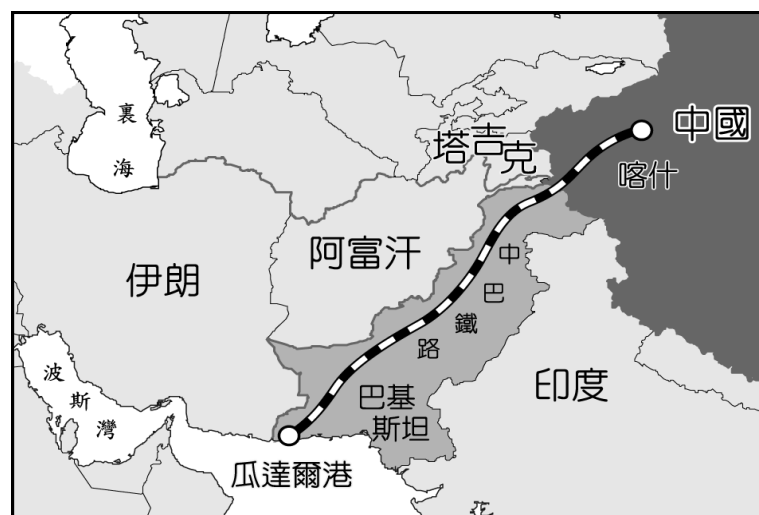 裏海
中國
塔吉克
喀什
阿富汗
伊朗
中巴鐵路
波斯灣
巴基
斯坦
印度
瓜達爾港